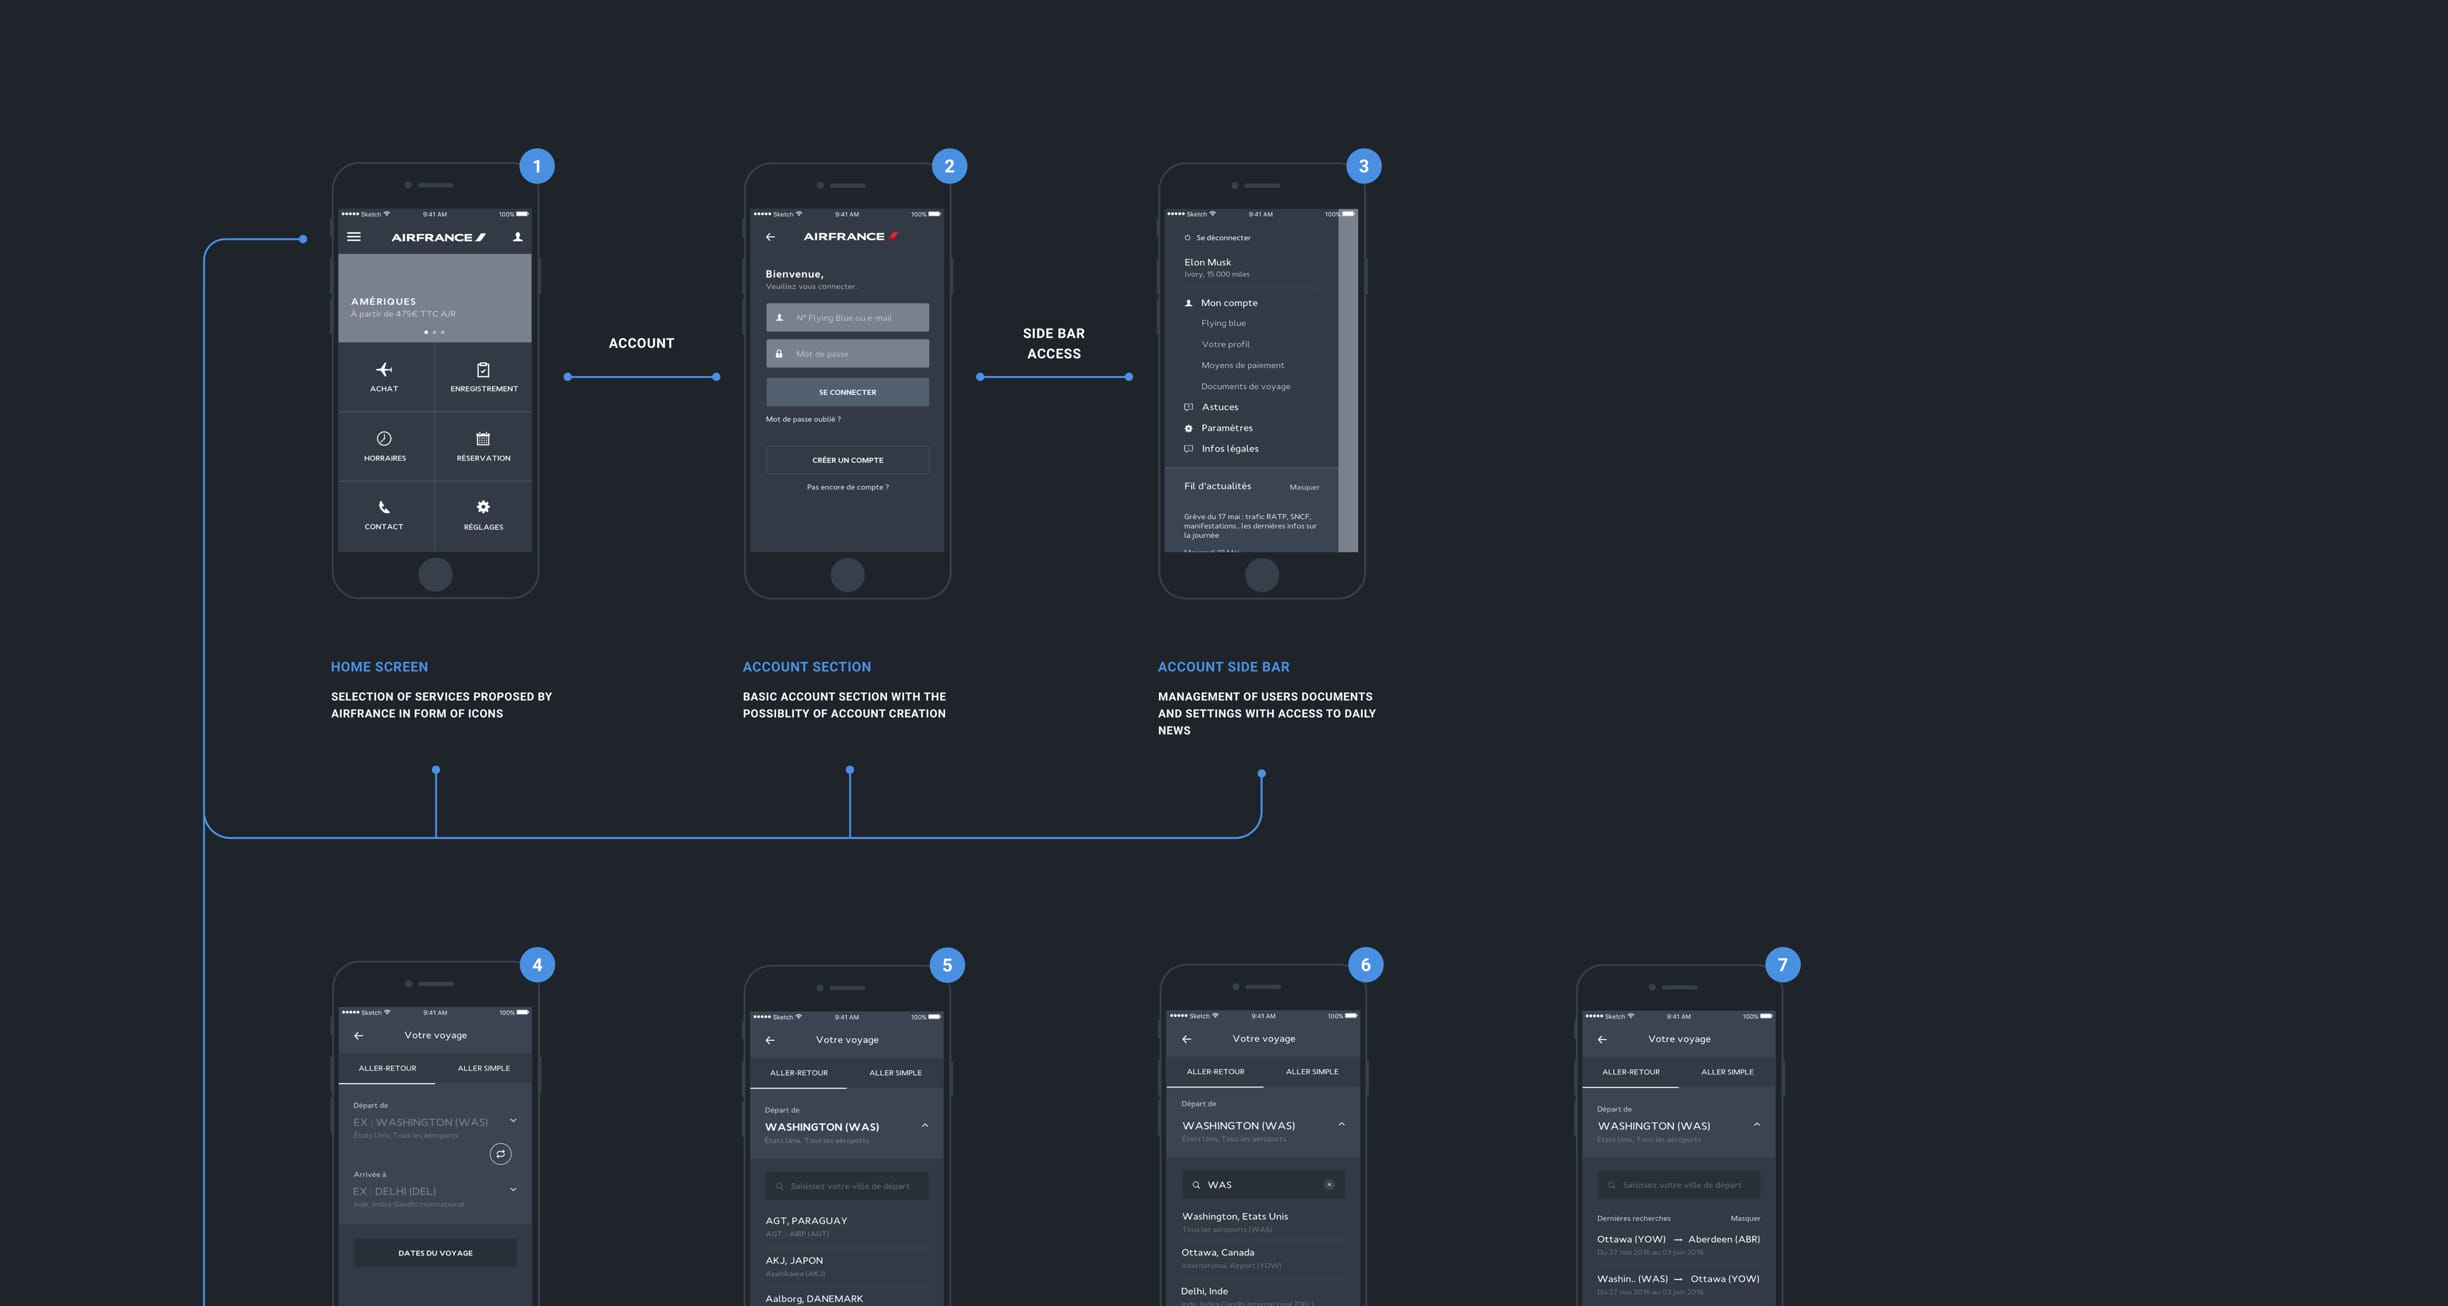 1
Sketch 9:41 AM 100%
AIRFRANCE
AMÉRIQUES
À partir de 475€ TTC A/R
ACHAT
ENREGISTREMENT
HORRAIRES
RÉSERVATION
CONTACT
RÉGLAGES
HOME SCREEN
SELECTION OF SERVICES PROPOSED BY
AIRFRANCE IN FORM OF ICONS
ACCOUNT
2
Sketch 9:41 AM 100%
AIRFRANCE
Bienvenue,
Veuillez vous connecter.
N° Flying Blue ou e-mail
Mot de passe
SE CONNECTER
Mot de passe oublié ?
CRÉER UN COMPTE
Pas encore de compte ?
ACCOUNT SECTION
BASIC ACCOUNT SECTION WITH THE
POSSIBLITY OF ACCOUNT CREATION
SIDE BAR
ACCESS
3
Sketch 9:41 AM 100%
Se déconnecter
Elon Musk
Ivory, 15 000 miles
Mon compte
Flying blue
Votre profil
Moyens de paiement
Documents de voyage
Astuces
Paramètres
Infos légales
Fil d'actualités Masquer
Grève du 17 mai : trafic RATP, SNCF,
manifestations.. les dernières infos sur
la journée
ACCOUNT SIDE BAR
MANAGEMENT OF USERS DOCUMENTS
AND SETTINGS WITH ACCESS TO DAILY
NEWS
4
Sketch 9:41 AM 100%
Votre voyage
ALLER-RETOUR ALLER SIMPLE
Départ de
EX : WASHINGTON (WAS)
États Unis, Tous les aéroports
Arrivée à
EX : DELHI (DEL)
Inde, Indira Gandhi International
DATES DU VOYAGE
5
Sketch 9:41 AM 100%
Votre voyage
ALLER-RETOUR ALLER SIMPLE
Départ de
WASHINGTON (WAS)
États Unis, Tous les aéroports
Saisissez votre ville de départ
AGT, PARAGUAY
AGT - AIRP (AGT)
AKJ, JAPON
Asahikawa (AKJ)
Aalborg, DANEMARK
6
Sketch 9:41 AM 100%
Votre voyage
ALLER-RETOUR ALLER SIMPLE
Départ de
WASHINGTON (WAS)
États Unis, Tous les aéroports
WAS
Washington, Etats Unis
Tous les aéroports (WAS)
Ottawa, Canada
International Airport (YOW)
Delhi, Inde
Inde, Indira Gandhi International (DEL)
7
Sketch 9:41 AM 100%
Votre voyage
ALLER-RETOUR ALLER SIMPLE
Départ de
WASHINGTON (WAS)
États Unis, Tous les aéroports
Saisissez votre ville de départ
Dernières recherches Masquer
Ottawa (YOW) → Aberdeen (ABR)
Du 27 mai 2016 au 03 juin 2016
Washin.. (WAS) → Ottawa (YOW)
Du 27 mai 2016 au 03 juin 2016